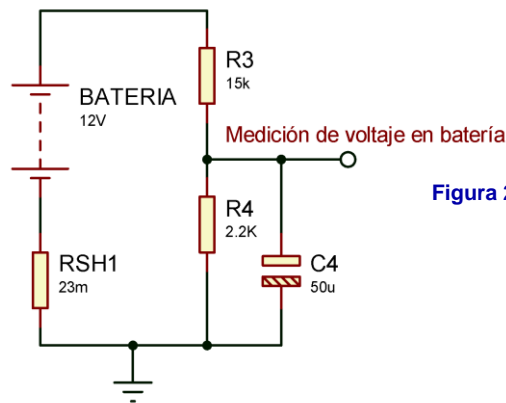 R3
15k
BATERIA
12V
Medición de voltaje en batería
Figura 2
R4
2.2K
RSH1
23m
C4
50u